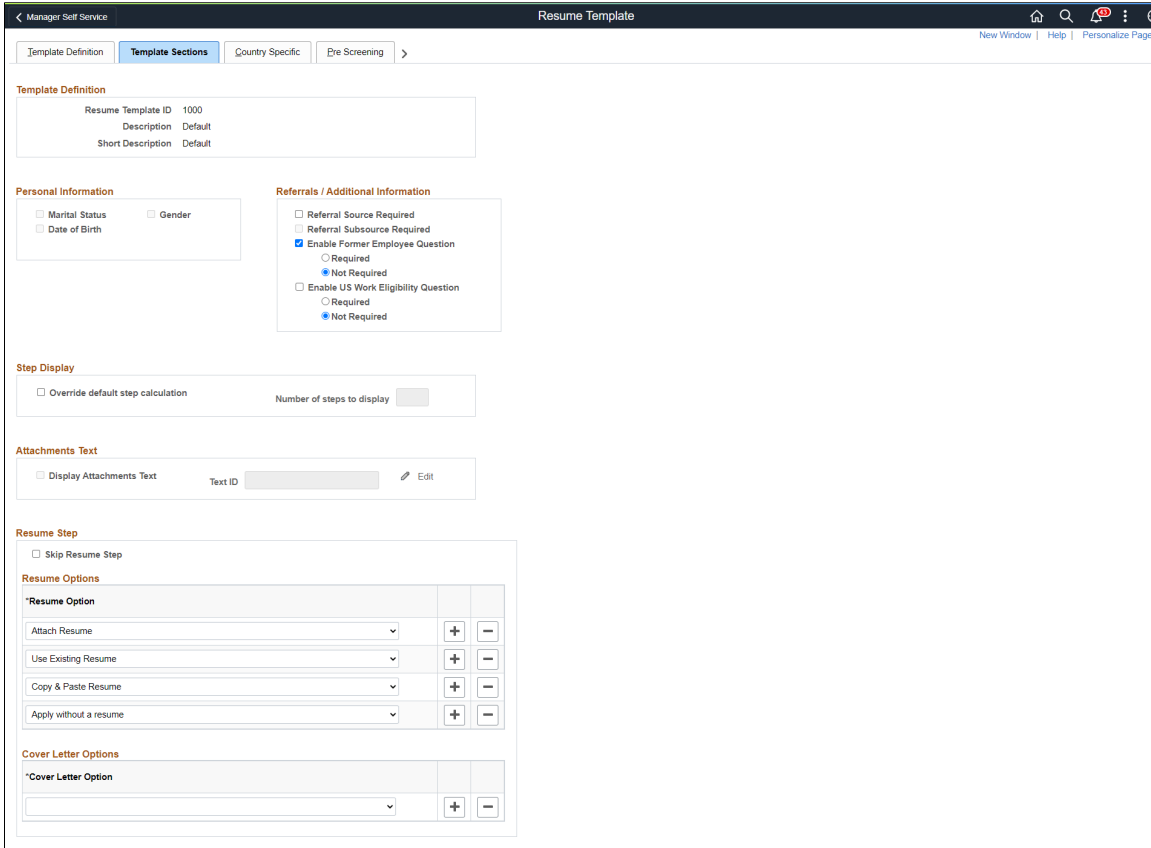 Manager Self Service
Resume Template
43
New Window | Help | Personalize Page
Template Definition
Template Sections
Country Specific
Pre Screening
Template Definition
Resume Template ID 1000
Description Default
Short Description Default
Personal Information
Marital Status Gender
Date of Birth
Referrals / Additional Information
Referral Source Required
Referral Subsource Required
Enable Former Employee Question
Required
Not Required
Enable US Work Eligibility Question
Required
Not Required
Step Display
Override default step calculation Number of steps to display
Attachments Text
Display Attachments Text Text ID Edit
Resume Step
Skip Resume Step
Resume Options
*Resume Option
Attach Resume
Use Existing Resume
Copy & Paste Resume
Apply without a resume
Cover Letter Options
*Cover Letter Option